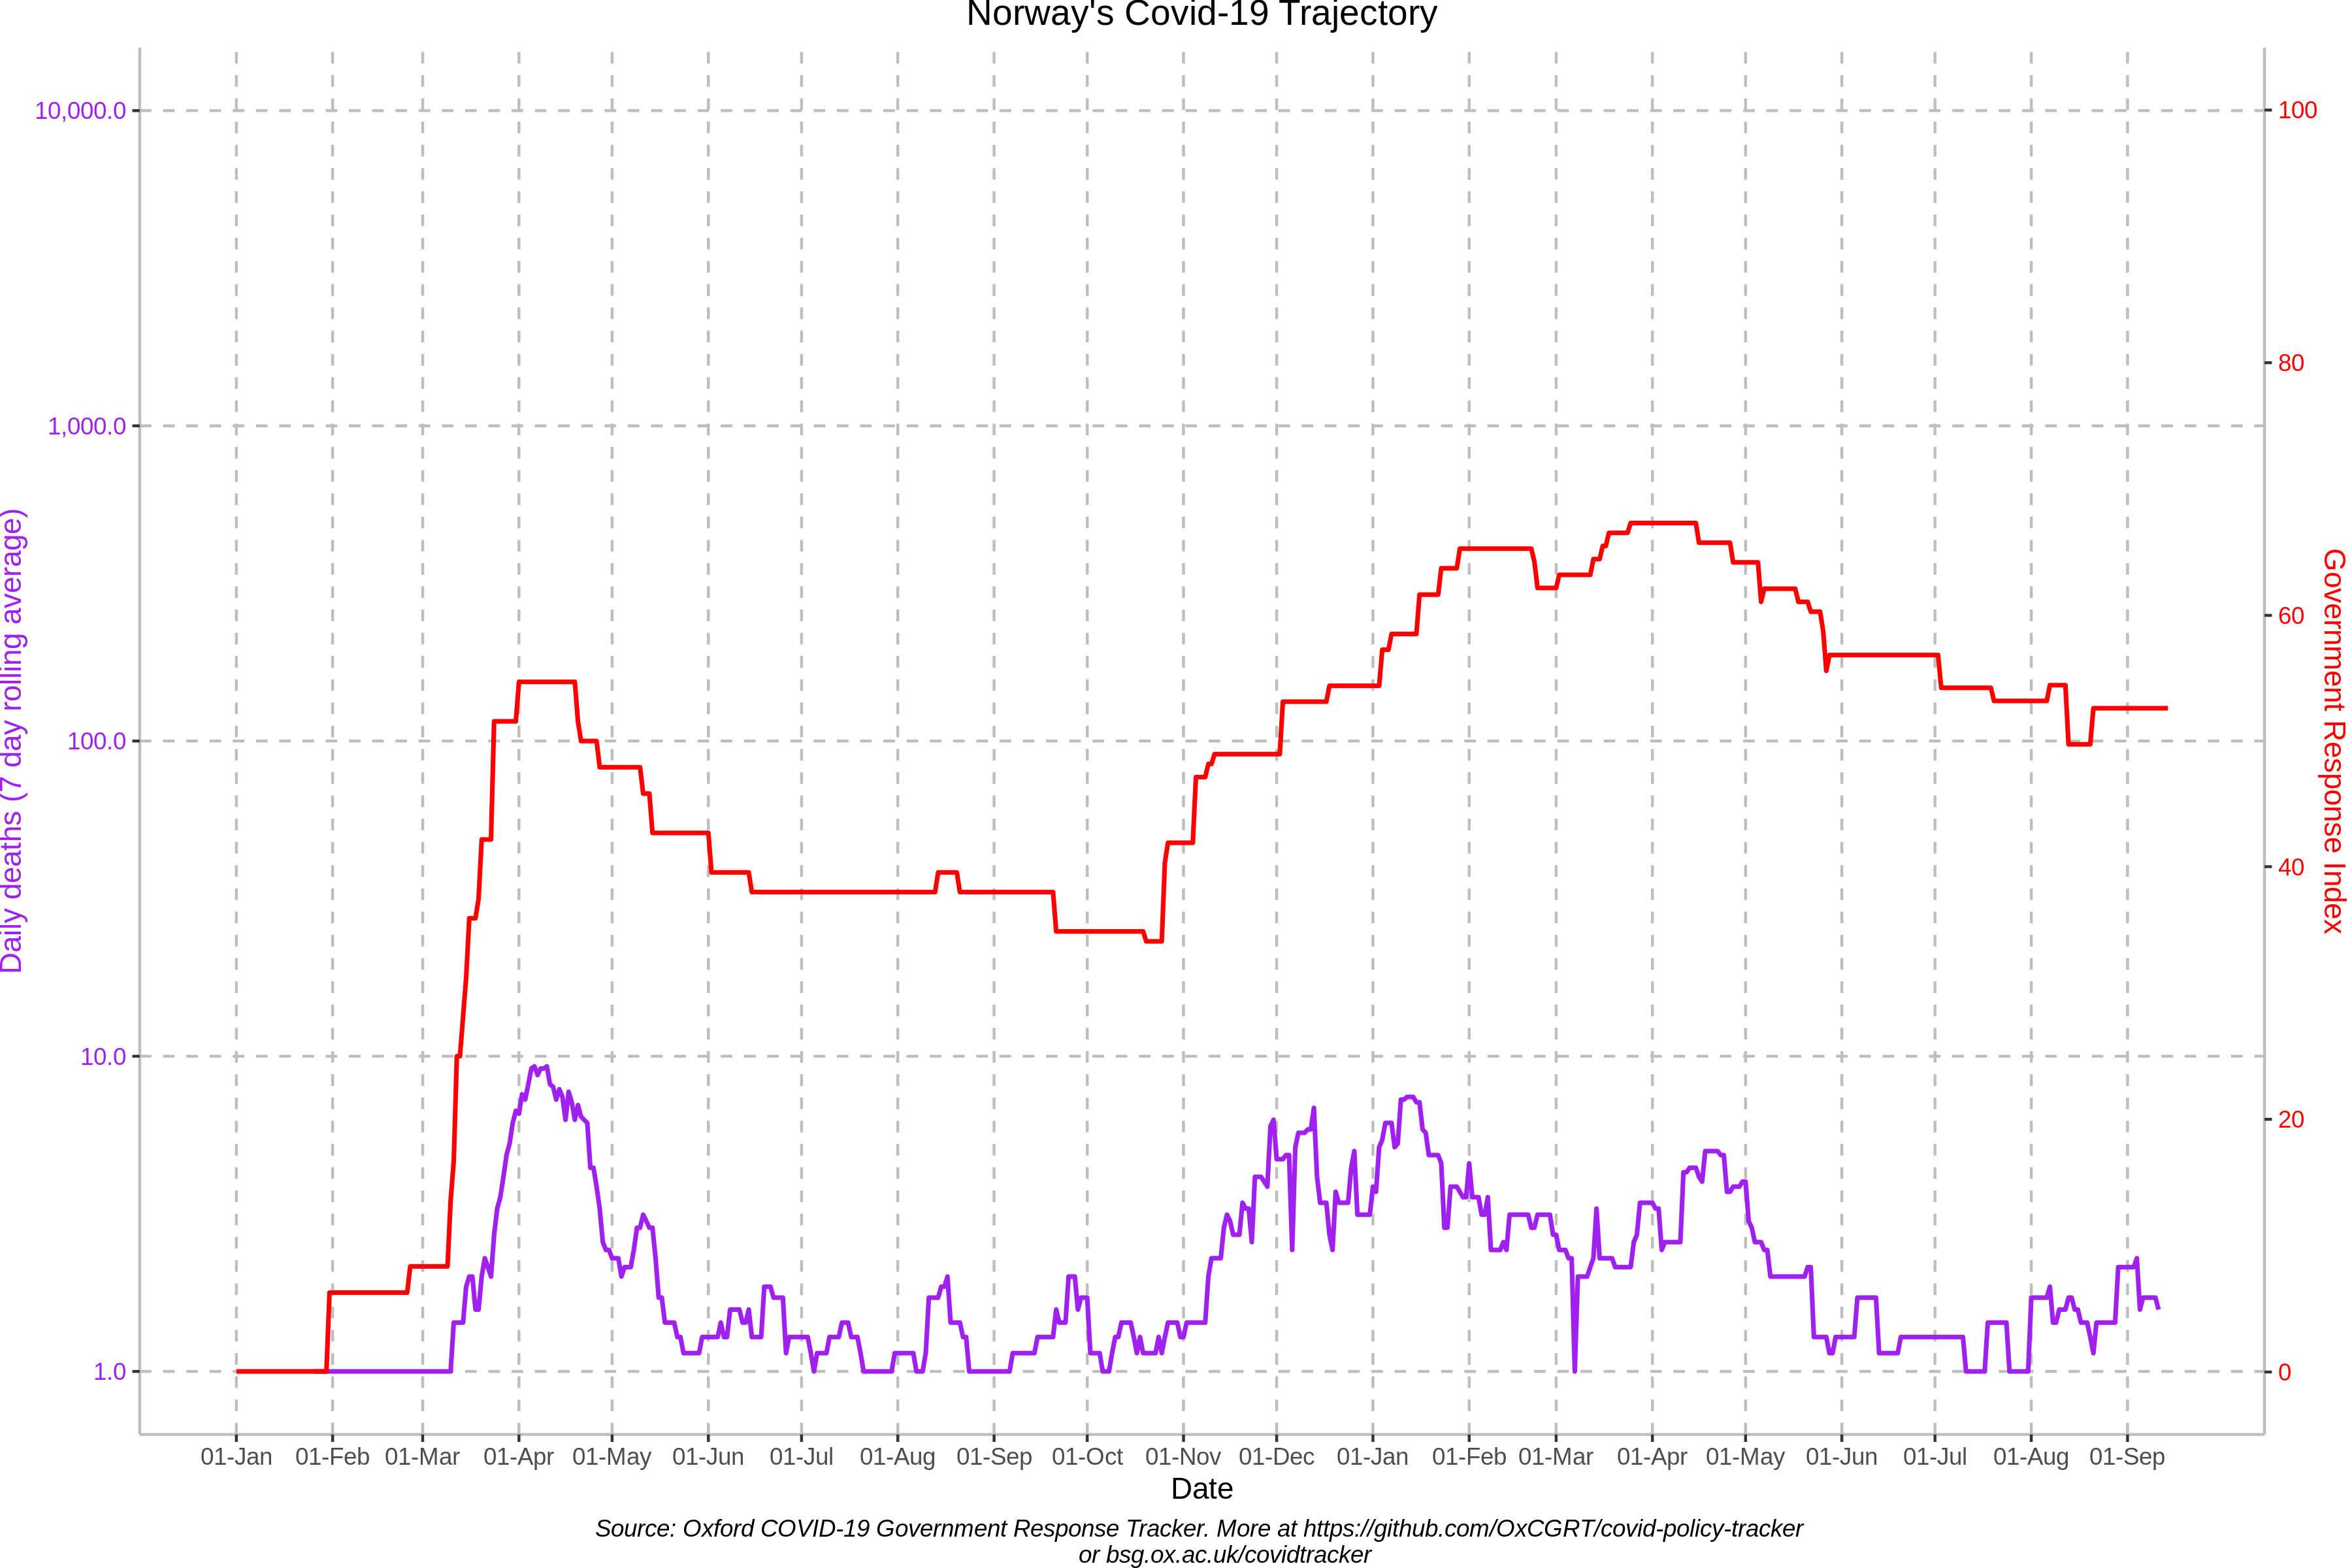 Norway's Covid-19 Trajectory
10,000.0
1,000.0
100.0
10.0
1.0
Daily deaths (7 day rolling average)
100
80
60
40
20
0
Government Response Index
01-Jan 01-Feb 01-Mar 01-Apr 01-May 01-Jun 01-Jul 01-Aug 01-Sep 01-Oct 01-Nov 01-Dec 01-Jan 01-Feb 01-Mar 01-Apr 01-May 01-Jun 01-Jul 01-Aug 01-Sep
Date
Source: Oxford COVID-19 Government Response Tracker. More at https://github.com/OxCGRT/covid-policy-tracker
or bsg.ox.ac.uk/covidtracker